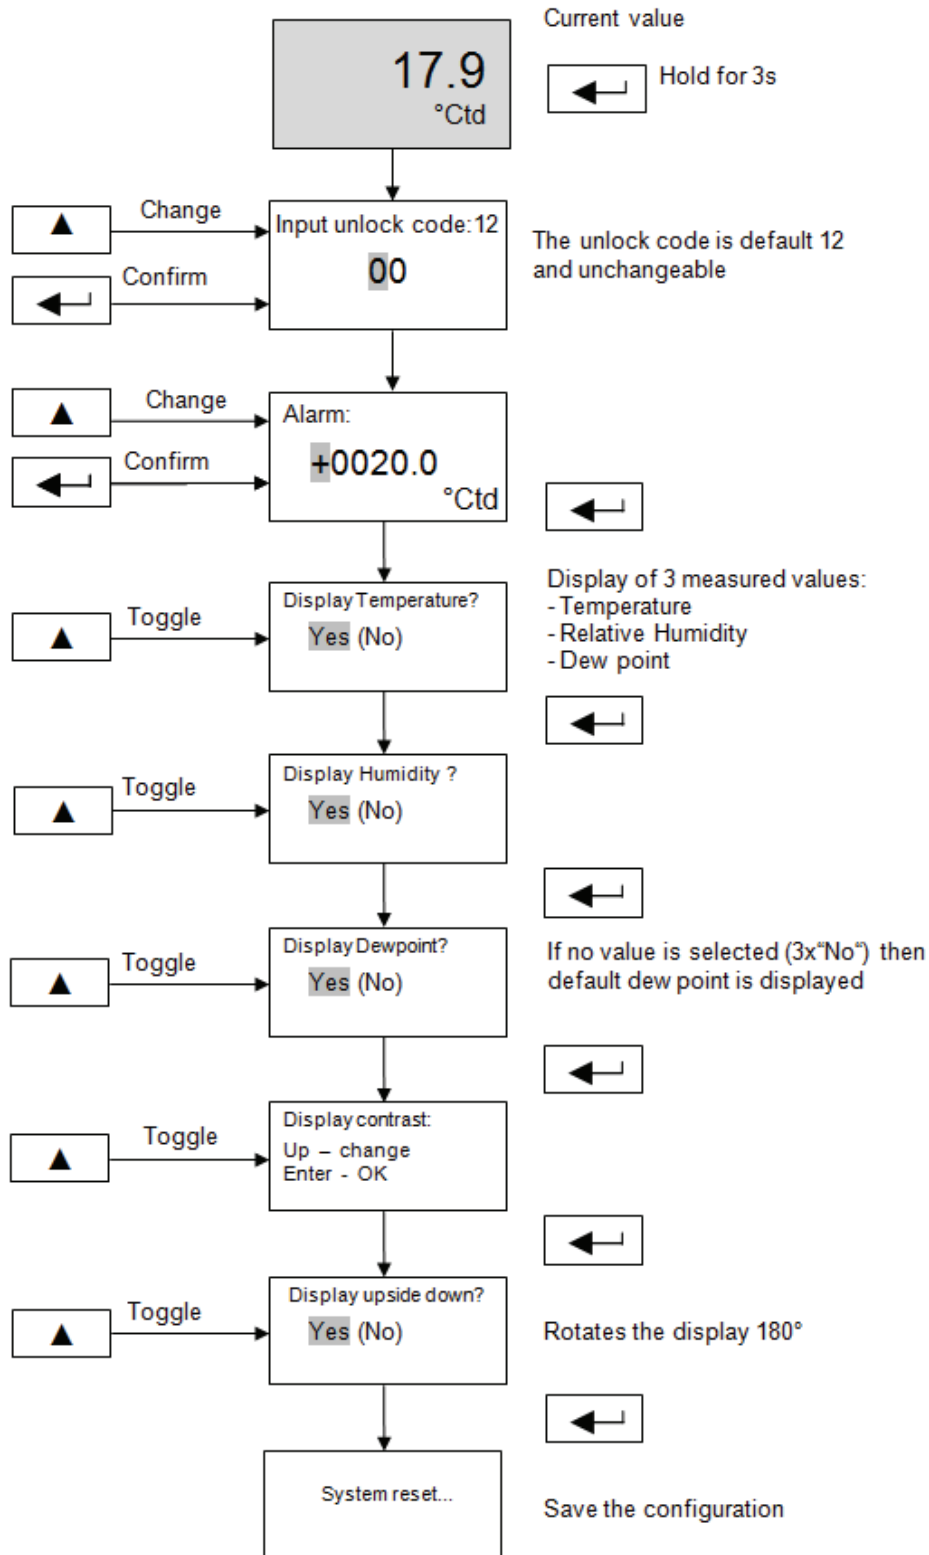 Current value
17.9
°Ctd
Hold for 3s
Change
Input unlock code:12
00
Confirm
The unlock code is default 12
and unchangeable
Change
Alarm:
+0020.0
°Ctd
Confirm
Display Temperature?
Yes (No)
Toggle
Display of 3 measured values:
- Temperature
- Relative Humidity
- Dew point
Display Humidity ?
Yes (No)
Toggle
Display Dewpoint?
Yes (No)
Toggle
If no value is selected (3x“No“) then
default dew point is displayed
Display contrast:
Up – change
Enter - OK
Toggle
Display upside down?
Yes (No)
Toggle
Rotates the display 180°
System reset...
Save the configuration